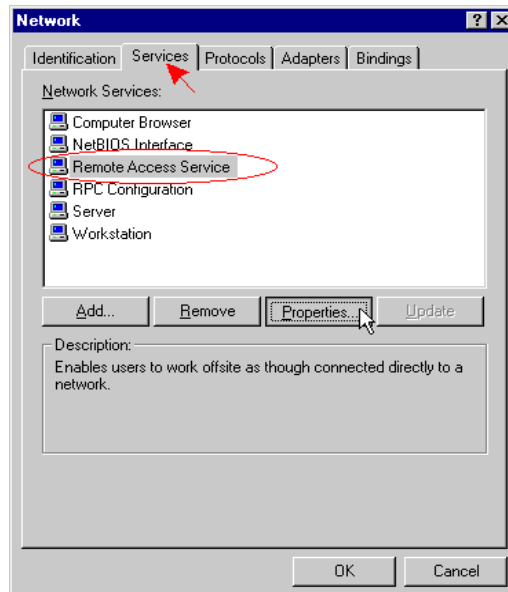 Network
Identification Services Protocols Adapters Bindings
Network Services:
Computer Browser
NetBIOS Interface
Remote Access Service
RPC Configuration
Server
Workstation
Add... Remove Properties... Update
Description:
Enables users to work offsite as though connected directly to a
network.
OK Cancel